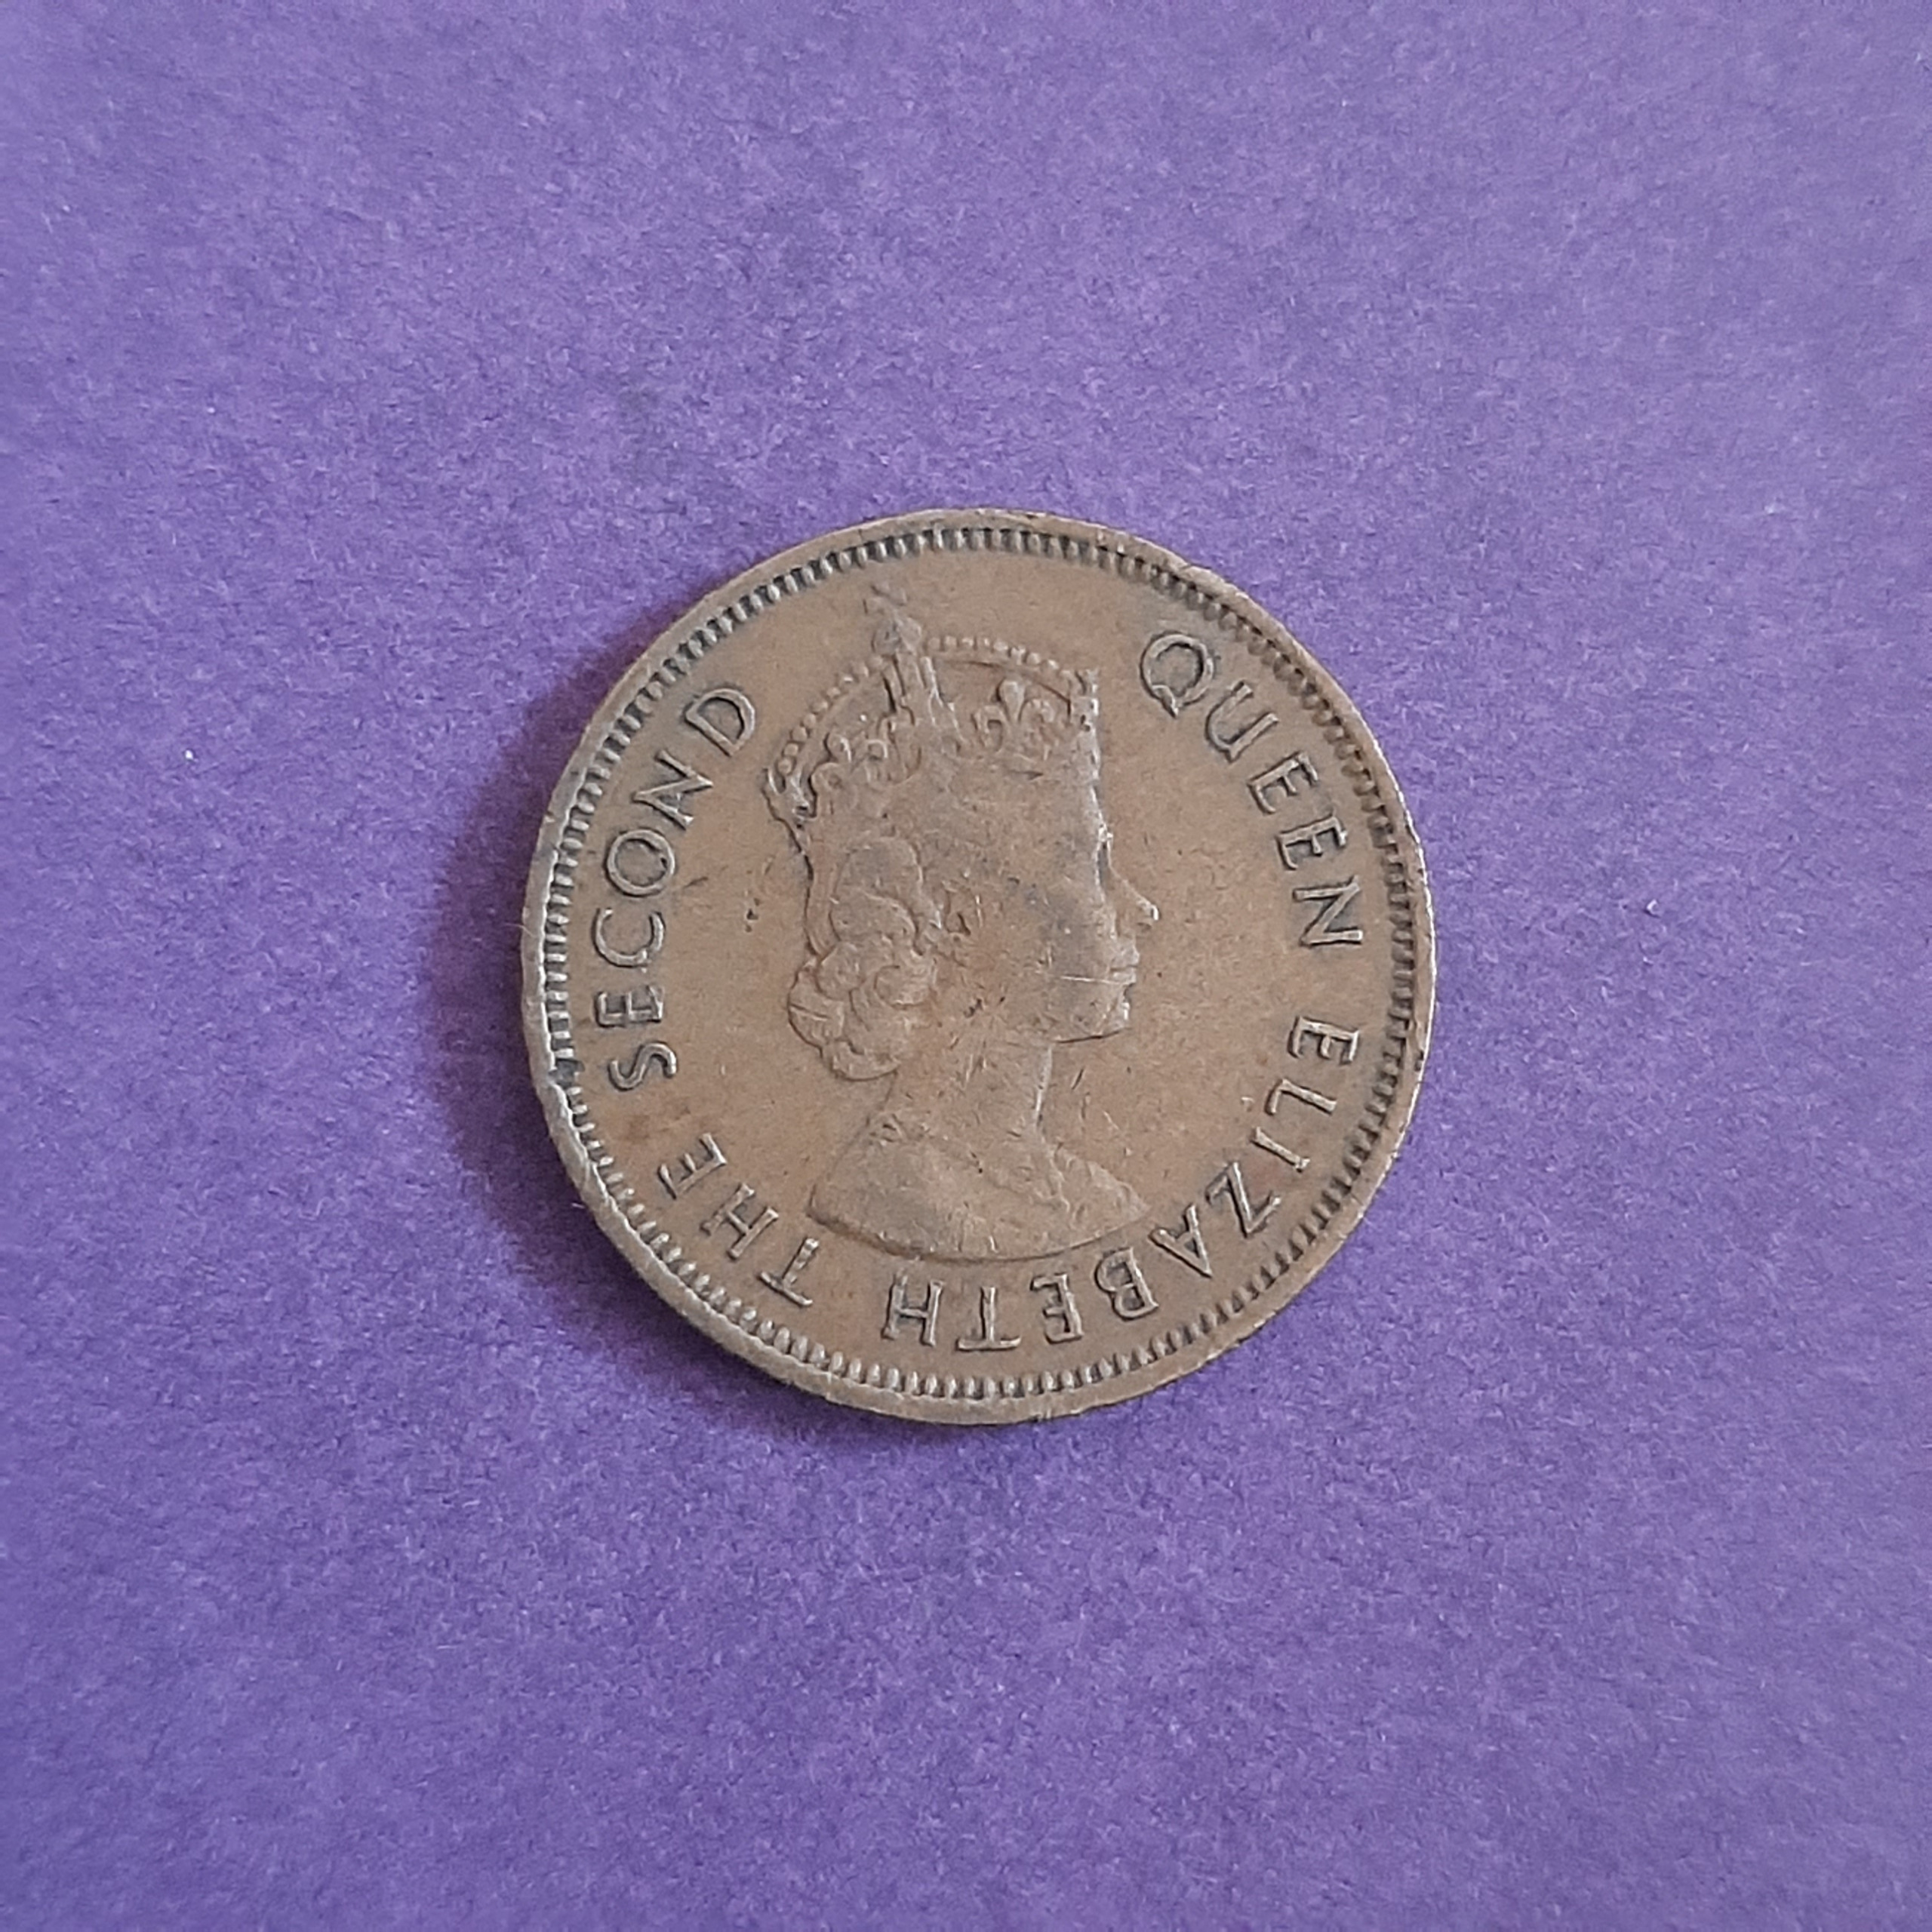 QUEEN ELIZABETH THE SECOND